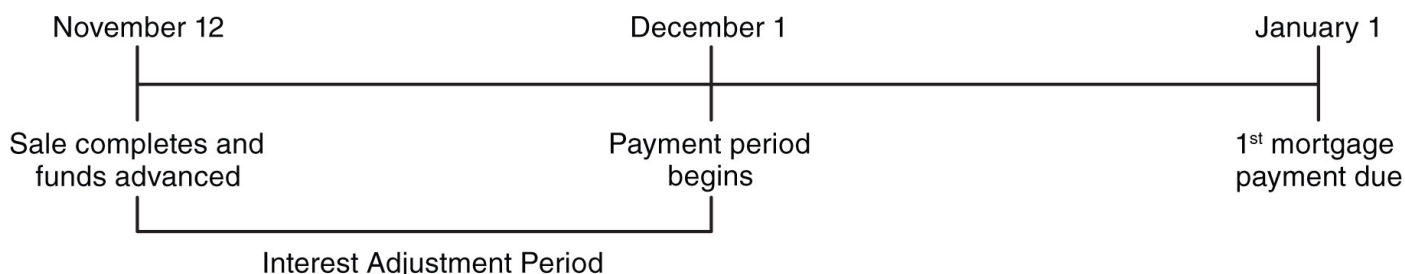 November 12
December 1
January 1
Sale completes and
funds advanced
Payment period
begins
1st mortgage
payment due
Interest Adjustment Period